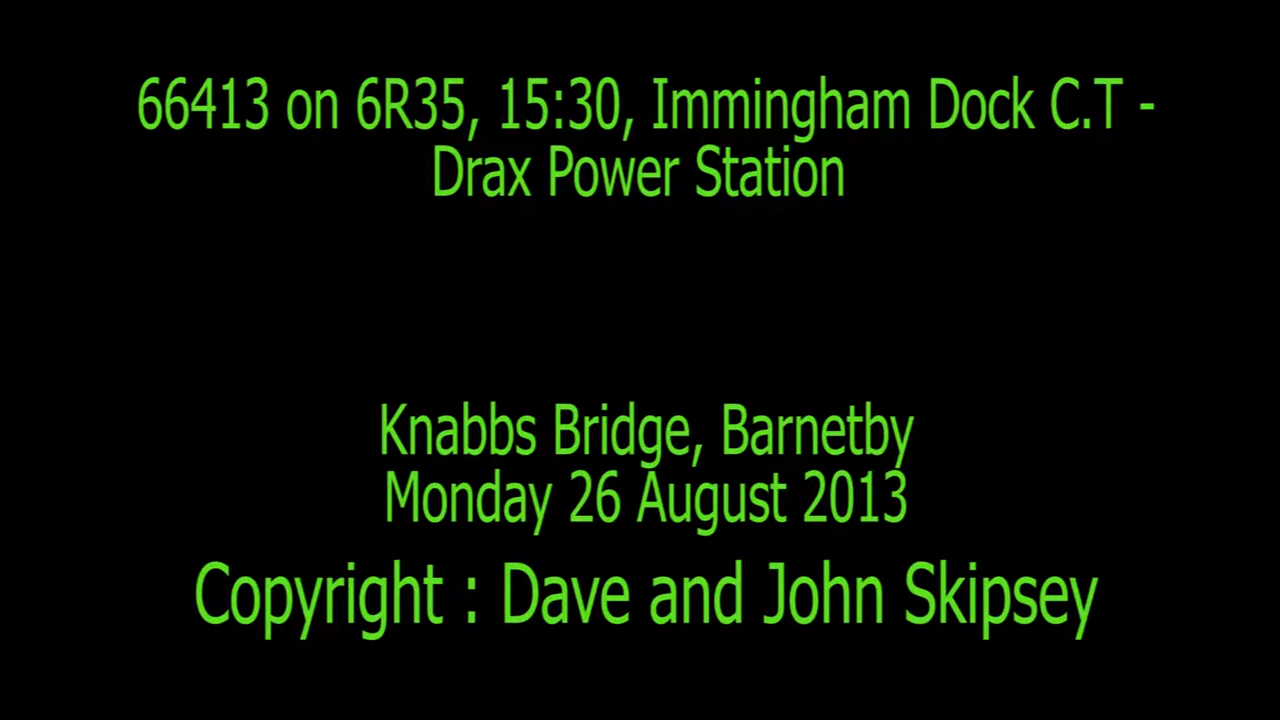 66413 on 6R35, 15:30, Immingham Dock C.T -
Drax Power Station
Knabbs Bridge, Barnetby
Monday 26 August 2013
Copyright : Dave and John Skipsey